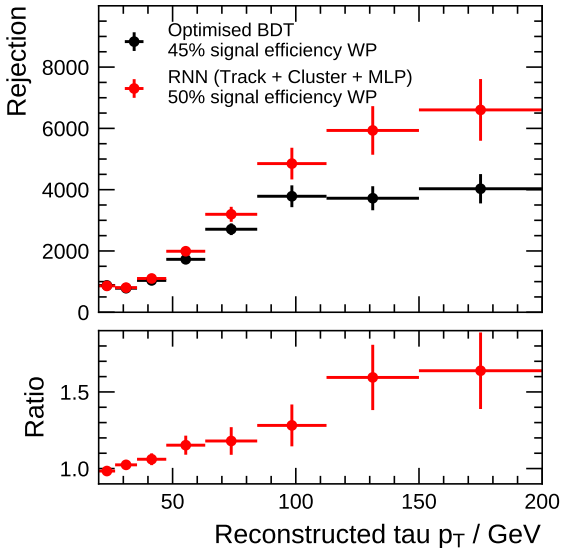 Rejection
8000
6000
4000
2000
0
Optimised BDT
45% signal efficiency WP
RNN (Track + Cluster + MLP)
50% signal efficiency WP
Ratio
1.5
1.0
50 100 150 200
Reconstructed tau pT / GeV